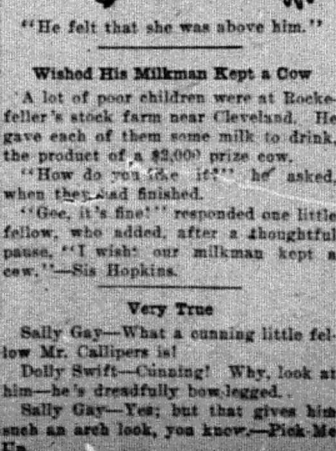 "He felt that she was above him."
Wished His Milkman Kept a Cow
A lot of poor children were at Rocke-
feller's stock farm near Cleveland. He
gave each of them some milk to drink,
the product of a $2,000 prize cow.
"How do you like it?" he asked,
when they had finished.
"Gee, it's fine!" responded one little
fellow, who added, after a thoughtful
pause, "I wish our milkman kept a
cow."—Sis Hopkins.
Very True
Sally Gay—What a cunning little fel-
low Mr. Callipers is!
Dolly Swift—Cunning! Why, look at
him—he's dreadfully bow-legged.
Sally Gay—Yes; but that gives him
such an arch look, you know.—Pick-Me
Up.